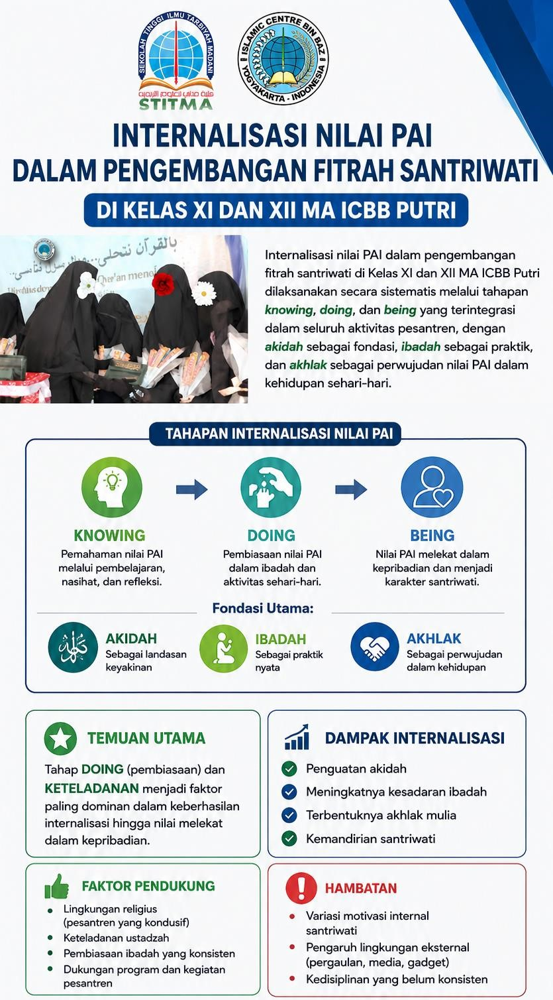 SEKOLAH TINGGI ILMU TARBIYAH MADANI
كلية مدني للعلوم التربوية
STITMA
ISLAMIC CENTRE BIN BAZ
YOGYAKARTA - INDONESIA
INTERNALISASI NILAI PAI
DALAM PENGEMBANGAN FITRAH SANTRIWATI
DI KELAS XI DAN XII MA ICBB PUTRI
بالقرآن نتحلى...
Qur'an
Internalisasi nilai PAI dalam pengembangan
fitrah santriwati di Kelas XI dan XII MA ICBB Putri
dilaksanakan secara sistematis melalui tahapan
knowing, doing, dan being yang terintegrasi
dalam seluruh aktivitas pesantren, dengan
akidah sebagai fondasi, ibadah sebagai praktik,
dan akhlak sebagai perwujudan nilai PAI dalam
kehidupan sehari-hari.
TAHAPAN INTERNALISASI NILAI PAI
KNOWING
Pemahaman nilai PAI
melalui pembelajaran,
nasihat, dan refleksi.
DOING
Pembiasaan nilai PAI
dalam ibadah dan
aktivitas sehari-hari.
BEING
Nilai PAI melekat dalam
kepribadian dan menjadi
karakter santriwati.
Fondasi Utama:
AKIDAH
Sebagai landasan
keyakinan
IBADAH
Sebagai praktik
nyata
AKHLAK
Sebagai perwujudan
dalam kehidupan
TEMUAN UTAMA
Tahap DOING (pembiasaan) dan
KETELADANAN menjadi faktor
paling dominan dalam keberhasilan
internalisasi hingga nilai melekat
dalam kepribadian.
DAMPAK INTERNALISASI
Penguatan akidah
Meningkatnya kesadaran ibadah
Terbentuknya akhlak mulia
Kemandirian santriwati
FAKTOR PENDUKUNG
• Lingkungan religius
(pesantren yang kondusif)
• Keteladanan ustadzah
• Pembiasaan ibadah yang konsisten
• Dukungan program dan kegiatan
pesantren
HAMBATAN
• Variasi motivasi internal
santriwati
• Pengaruh lingkungan eksternal
(pergaulan, media, gadget)
• Kedisiplinan yang belum konsisten